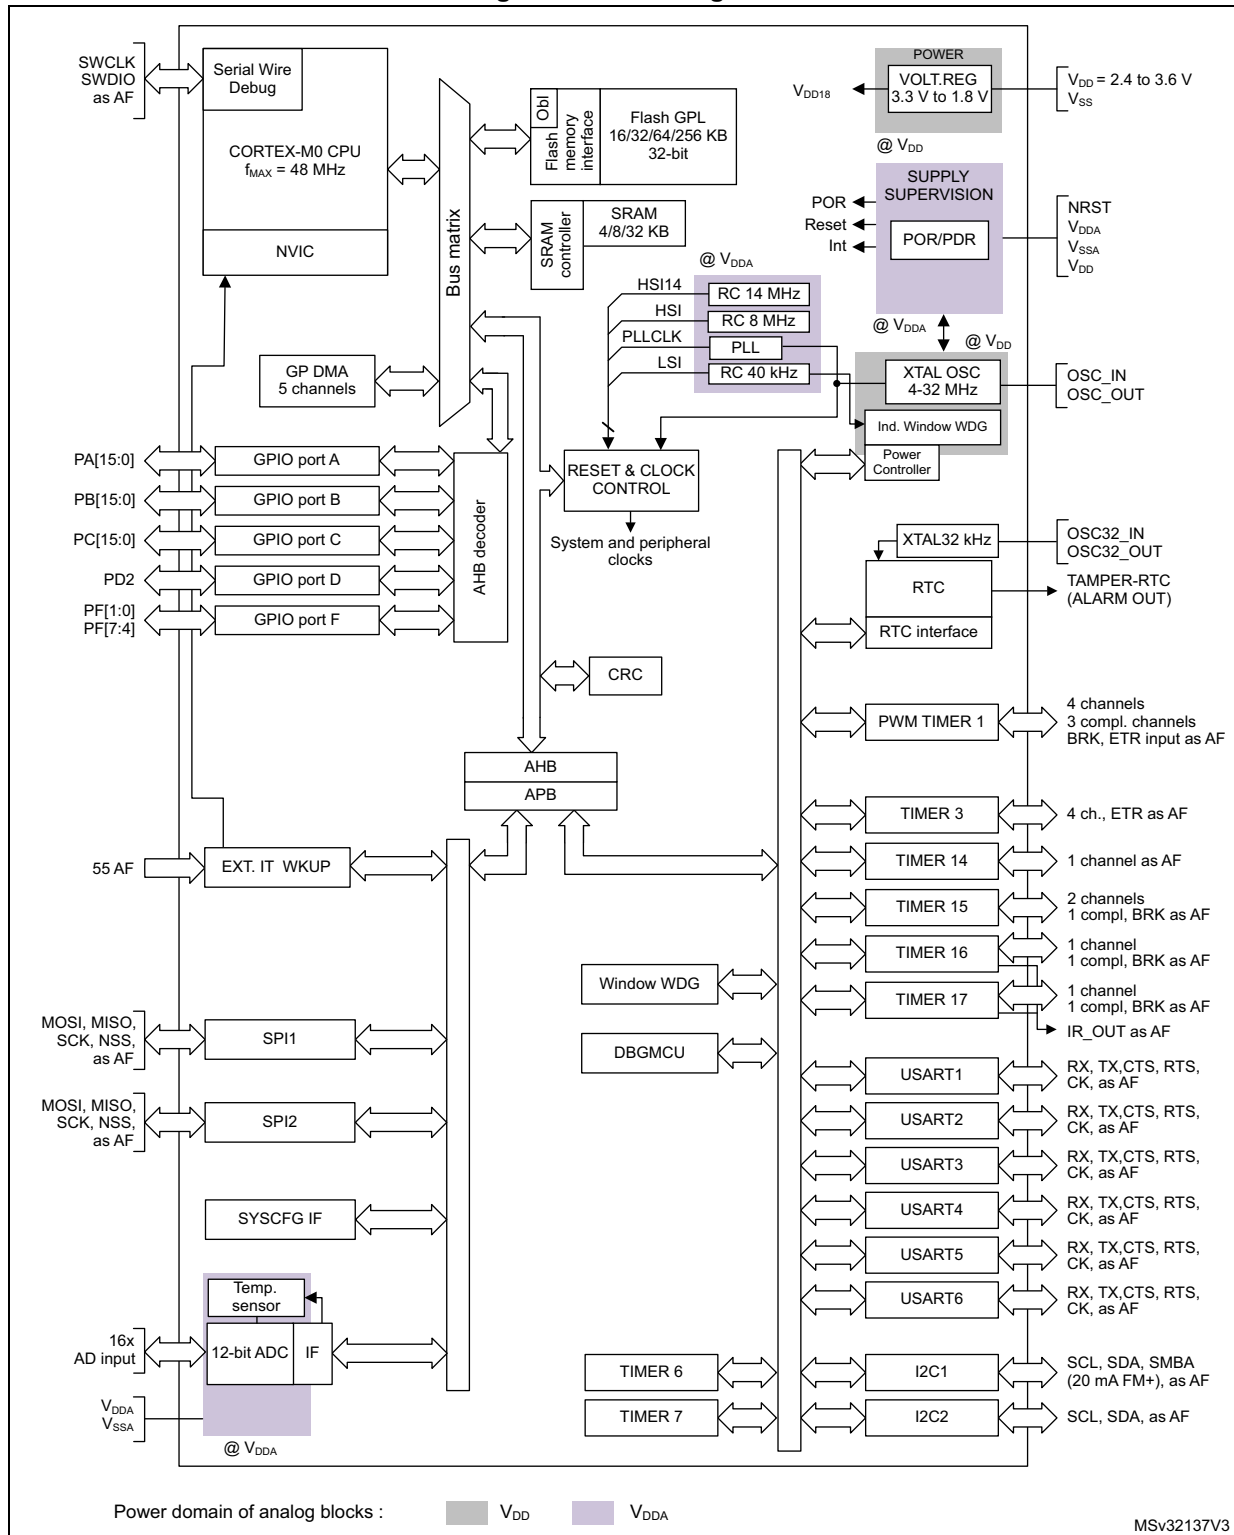 SWCLK
SWDIO
as AF
Serial Wire
Debug
CORTEX-M0 CPU
fMAX = 48 MHz
NVIC
Bus matrix
Obl
Flash
memory
interface
Flash GPL
16/32/64/256 KB
32-bit
SRAM
controller
SRAM
4/8/32 KB
POWER
VOLT.REG
3.3 V to 1.8 V
VDD18
VDD = 2.4 to 3.6 V
VSS
@ VDD
SUPPLY
SUPERVISION
POR/PDR
POR
Reset
Int
NRST
VDDA
VSSA
VDD
@ VDDA
@ VDDA
@ VDD
HSI14
HSI
PLLCLK
LSI
RC 14 MHz
RC 8 MHz
PLL
RC 40 kHz
XTAL OSC
4-32 MHz
OSC_IN
OSC_OUT
Ind. Window WDG
Power
Controller
GP DMA
5 channels
PA[15:0]
GPIO port A
PB[15:0]
GPIO port B
PC[15:0]
GPIO port C
PD2
GPIO port D
PF[1:0]
PF[7:4]
GPIO port F
AHB decoder
RESET & CLOCK
CONTROL
System and peripheral
clocks
XTAL32 kHz
OSC32_IN
OSC32_OUT
RTC
TAMPER-RTC
(ALARM OUT)
RTC interface
CRC
AHB
APB
PWM TIMER 1
4 channels
3 compl. channels
BRK, ETR input as AF
TIMER 3
4 ch., ETR as AF
TIMER 14
1 channel as AF
TIMER 15
2 channels
1 compl, BRK as AF
TIMER 16
1 channel
1 compl, BRK as AF
TIMER 17
1 channel
1 compl, BRK as AF
IR_OUT as AF
55 AF
EXT. IT WKUP
Window WDG
DBGMCU
MOSI, MISO,
SCK, NSS,
as AF
SPI1
MOSI, MISO,
SCK, NSS,
as AF
SPI2
SYSCFG IF
USART1
RX, TX,CTS, RTS,
CK, as AF
USART2
RX, TX,CTS, RTS,
CK, as AF
USART3
RX, TX,CTS, RTS,
CK, as AF
USART4
RX, TX,CTS, RTS,
CK, as AF
USART5
RX, TX,CTS, RTS,
CK, as AF
USART6
RX, TX,CTS, RTS,
CK, as AF
Temp.
sensor
16x
AD input
12-bit ADC
IF
VDDA
VSSA
@ VDDA
TIMER 6
TIMER 7
I2C1
SCL, SDA, SMBA
(20 mA FM+), as AF
I2C2
SCL, SDA, as AF
Power domain of analog blocks :
VDD
VDDA
MSv32137V3